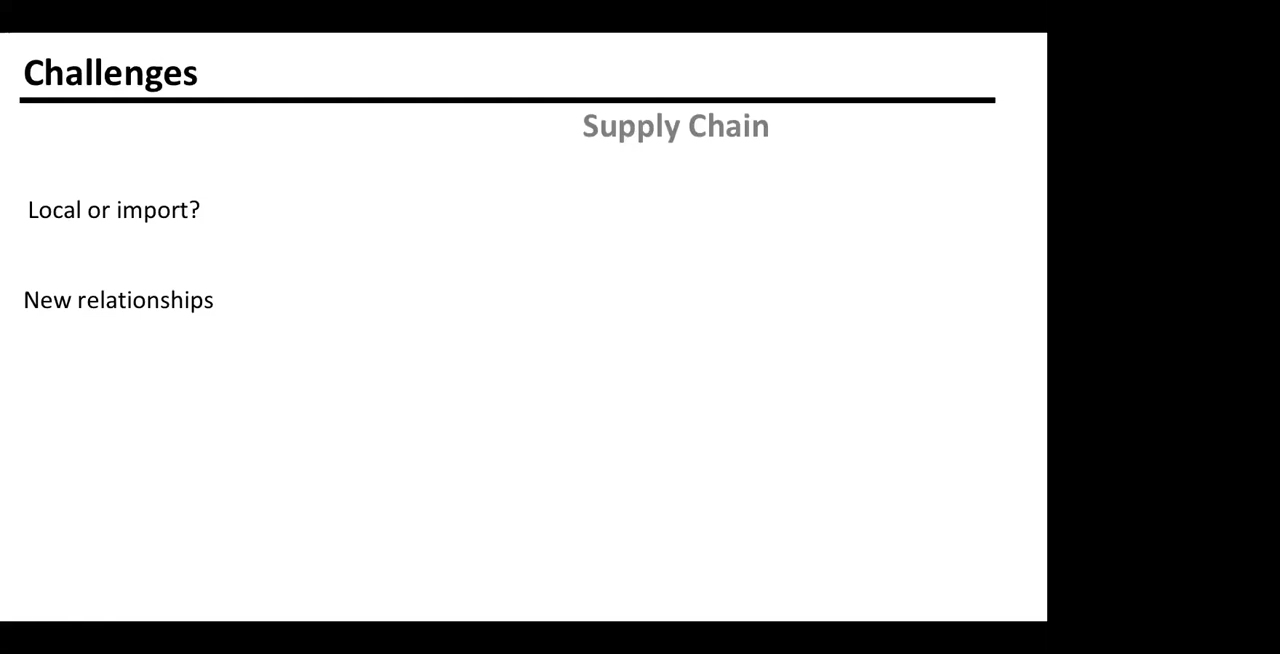 Challenges
Supply Chain
Local or import?
New relationships